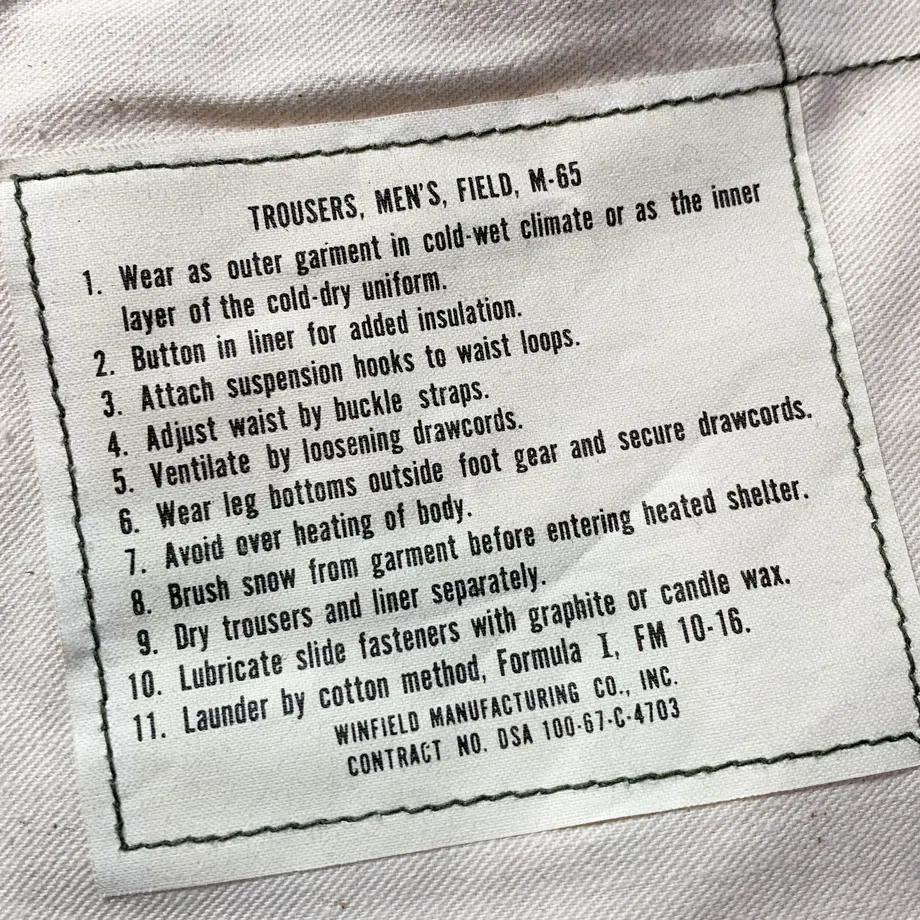 TROUSERS, MEN'S, FIELD, M-65
1. Wear as outer garment in cold-wet climate or as the inner
layer of the cold-dry uniform.
2. Button in liner for added insulation.
3. Attach suspension hooks to waist loops.
4. Adjust waist by buckle straps.
5. Ventilate by loosening drawcords.
6. Wear leg bottoms outside foot gear and secure drawcords.
7. Avoid over heating of body.
8. Brush snow from garment before entering heated shelter.
9. Dry trousers and liner separately.
10. Lubricate slide fasteners with graphite or candle wax.
11. Launder by cotton method, Formula I, FM 10-16.
WINFIELD MANUFACTURING CO., INC.
CONTRACT NO. DSA 100-67-C-4703